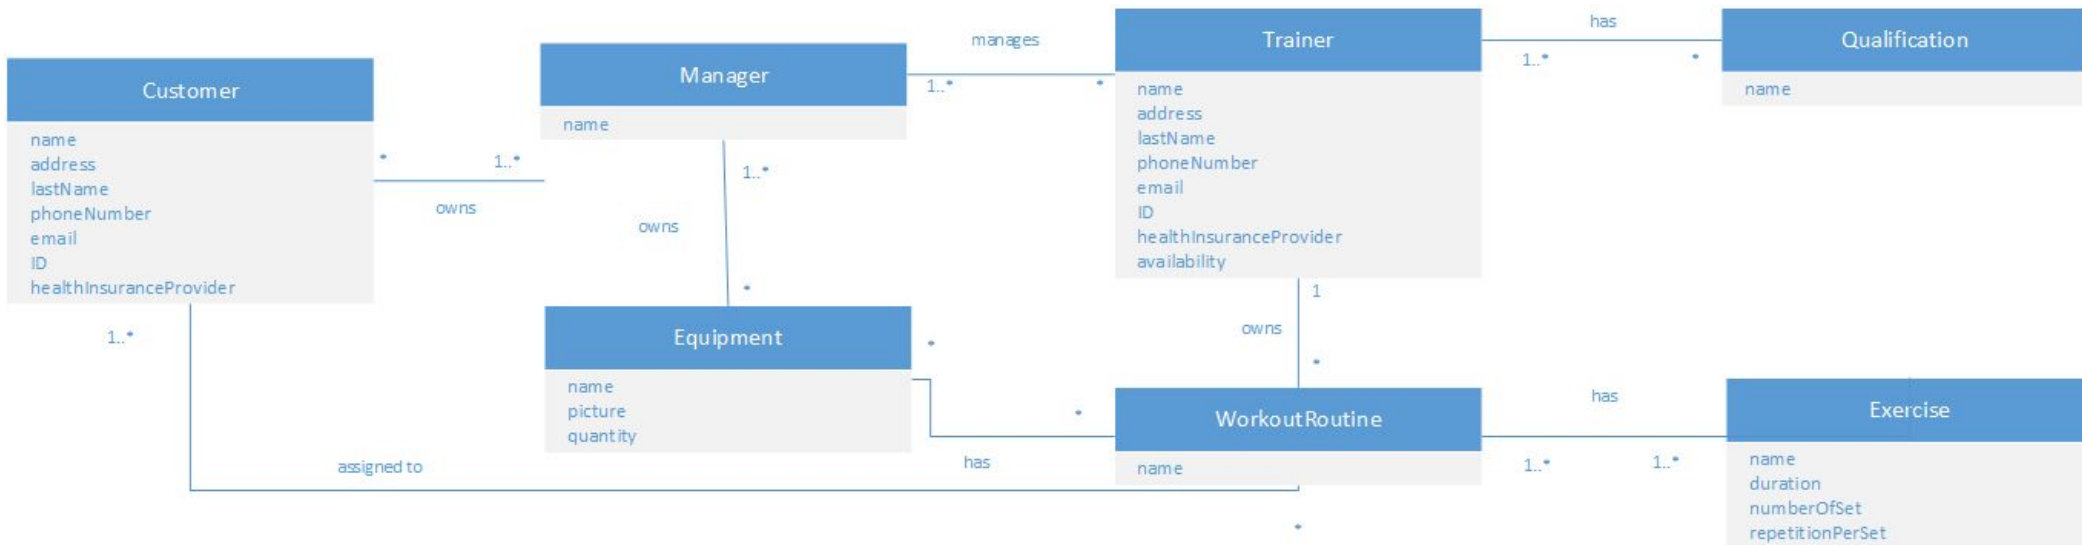 Customer
name
address
lastName
phoneNumber
email
ID
healthInsuranceProvider
1..*
*
1..*
owns
Manager
name
1..*
owns
*
manages
1..*
*
Equipment
name
picture
quantity
*
*
has
assigned to
Trainer
name
address
lastName
phoneNumber
email
ID
healthInsuranceProvider
availability
1
owns
*
has
1..*
*
Qualification
name
WorkoutRoutine
name
*
has
1..*
1..*
Exercise
name
duration
numberOfSet
repetitionPerSet